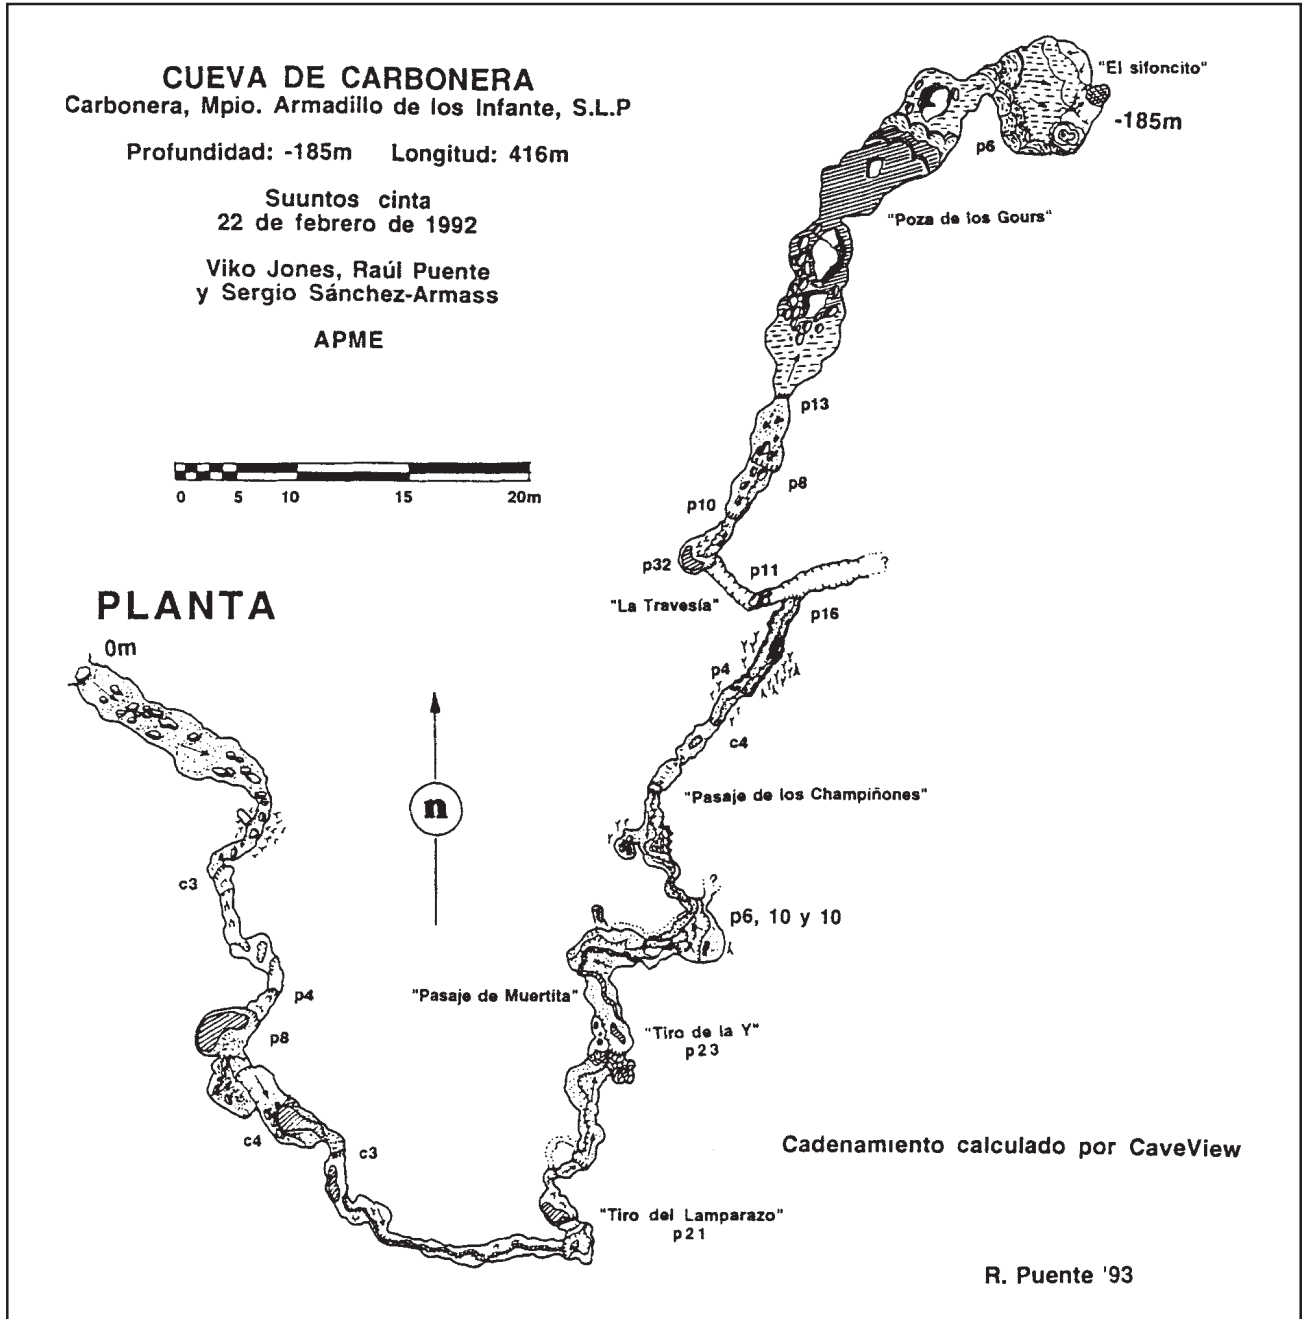 CUEVA DE CARBONERA
Carbonera, Mpio. Armadillo de los Infante, S.L.P
Profundidad: -185m Longitud: 416m
Suuntos cinta
22 de febrero de 1992
Viko Jones, Raúl Puente
y Sergio Sánchez-Armass
APME
0 5 10 15 20m
PLANTA
0m
"El sifoncito"
-185m
p6
"Poza de los Gours"
p13
p8
p10
p32
p11
?
"La Travesía"
p16
p4
c4
"Pasaje de los Champiñones"
n
?
p6, 10 y 10
c3
"Pasaje de Muertita"
p4
p8
"Tiro de la Y"
p23
c4
c3
Cadenamiento calculado por CaveView
"Tiro del Lamparazo"
p21
R. Puente '93